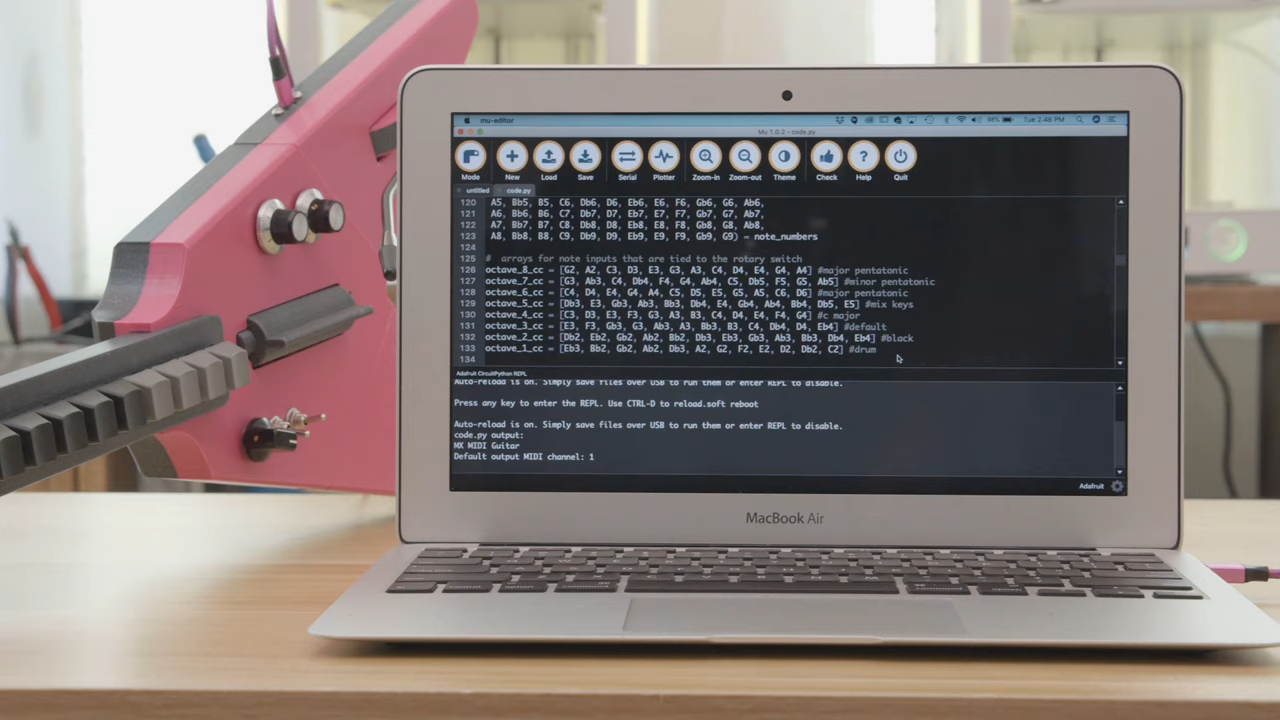 mu-editor 98% Tue 2:46 PM
Mu 1.0.2 - code.py
Mode New Load Save Serial Plotter Zoom-in Zoom-out Theme Check Help Quit
untitled code.py
120 A5, Bb5, B5, C6, Db6, D6, Eb6, E6, F6, Gb6, G6, Ab6,
121 A6, Bb6, B6, C7, Db7, D7, Eb7, E7, F7, Gb7, G7, Ab7,
122 A7, Bb7, B7, C8, Db8, D8, Eb8, E8, F8, Gb8, G8, Ab8,
123 A8, Bb8, B8, C9, Db9, D9, Eb9, E9, F9, Gb9, G9) = note_numbers
124
125 #  arrays for note inputs that are tied to the rotary switch
126 octave_8_cc = [G2, A2, C3, D3, E3, G3, A3, C4, D4, E4, G4, A4] #major pentatonic
127 octave_7_cc = [G3, Ab3, C4, Db4, F4, G4, Ab4, C5, Db5, F5, G5, Ab5] #minor pentatonic
128 octave_6_cc = [C4, D4, E4, G4, A4, C5, D5, E5, G5, A5, C6, D6] #major pentatonic
129 octave_5_cc = [Db3, E3, Gb3, Ab3, Bb3, Db4, E4, Gb4, Ab4, Bb4, Db5, E5] #mix keys
130 octave_4_cc = [C3, D3, E3, F3, G3, A3, B3, C4, D4, E4, F4, G4] #c major
131 octave_3_cc = [E3, F3, Gb3, G3, Ab3, A3, Bb3, B3, C4, Db4, D4, Eb4] #default
132 octave_2_cc = [Db2, Eb2, Gb2, Ab2, Bb2, Db3, Eb3, Gb3, Ab3, Bb3, Db4, Eb4] #black
133 octave_1_cc = [Eb3, Bb2, Gb2, Ab2, Db3, A2, G2, F2, E2, D2, Db2, C2] #drum
134
Adafruit CircuitPython REPL
Auto-reload is on. Simply save files over USB to run them or enter REPL to disable.
Press any key to enter the REPL. Use CTRL-D to reload.soft reboot
Auto-reload is on. Simply save files over USB to run them or enter REPL to disable.
code.py output:
MX MIDI Guitar
Default output MIDI channel: 1
Adafruit
MacBook Air